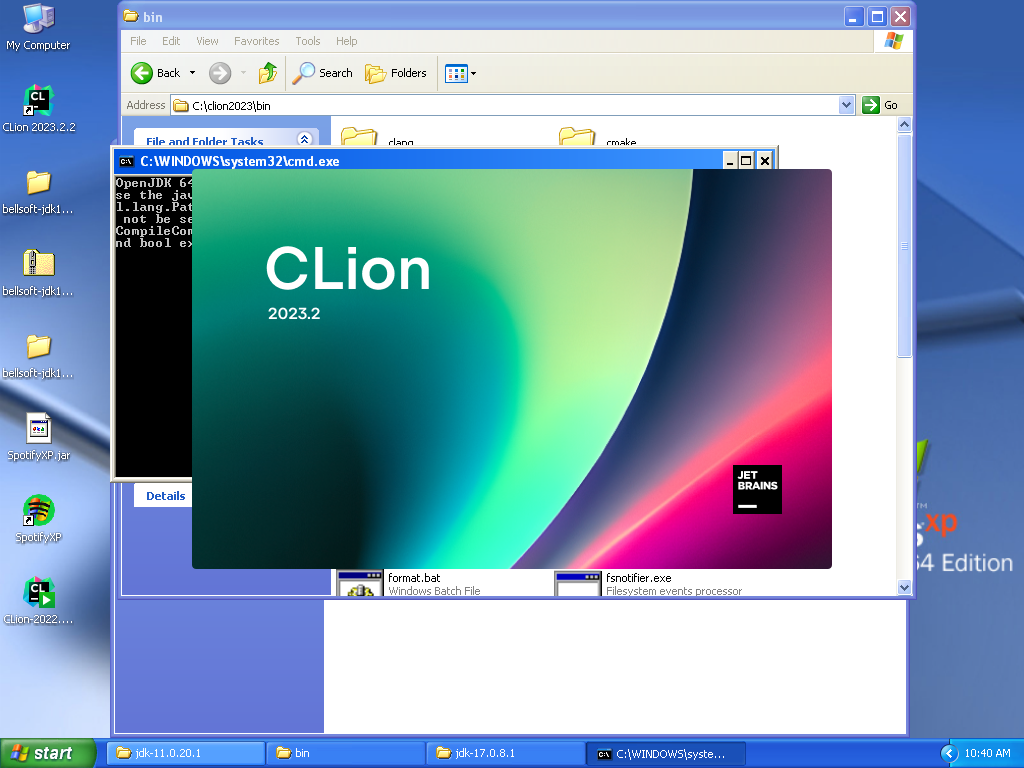 bin
My Computer
File Edit View Favorites Tools Help
Back Search Folders
Address C:\clion2023\bin Go
CLion 2023.2.2
File and Folder Tasks
clang
cmake
C:\WINDOWS\system32\cmd.exe
OpenJDK 64
se the jav
l.lang.Pat
not be se
CompileCom
nd bool ex
bellsoft-jdk1...
CLion
2023.2
bellsoft-jdk1...
bellsoft-jdk1...
SpotifyXP.jar
JET
BRAINS
Details
SpotifyXP
xp
64 Edition
format.bat
Windows Batch File
fsnotifier.exe
Filesystem events processor
CLion-2022....
start
jdk-11.0.20.1
bin
jdk-17.0.8.1
C:\WINDOWS\syste...
10:40 AM